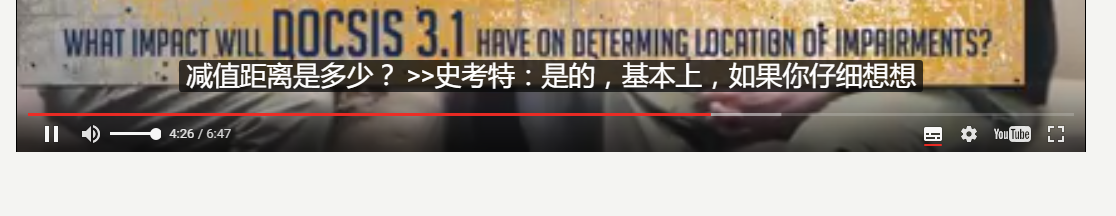 WHAT IMPACT WILL DOCSIS 3.1 HAVE ON DETERMING LOCATION OF IMPAIRMENTS?
减值距离是多少？ >>史考特：是的，基本上，如果你仔细想想
4:26 / 6:47
YouTube